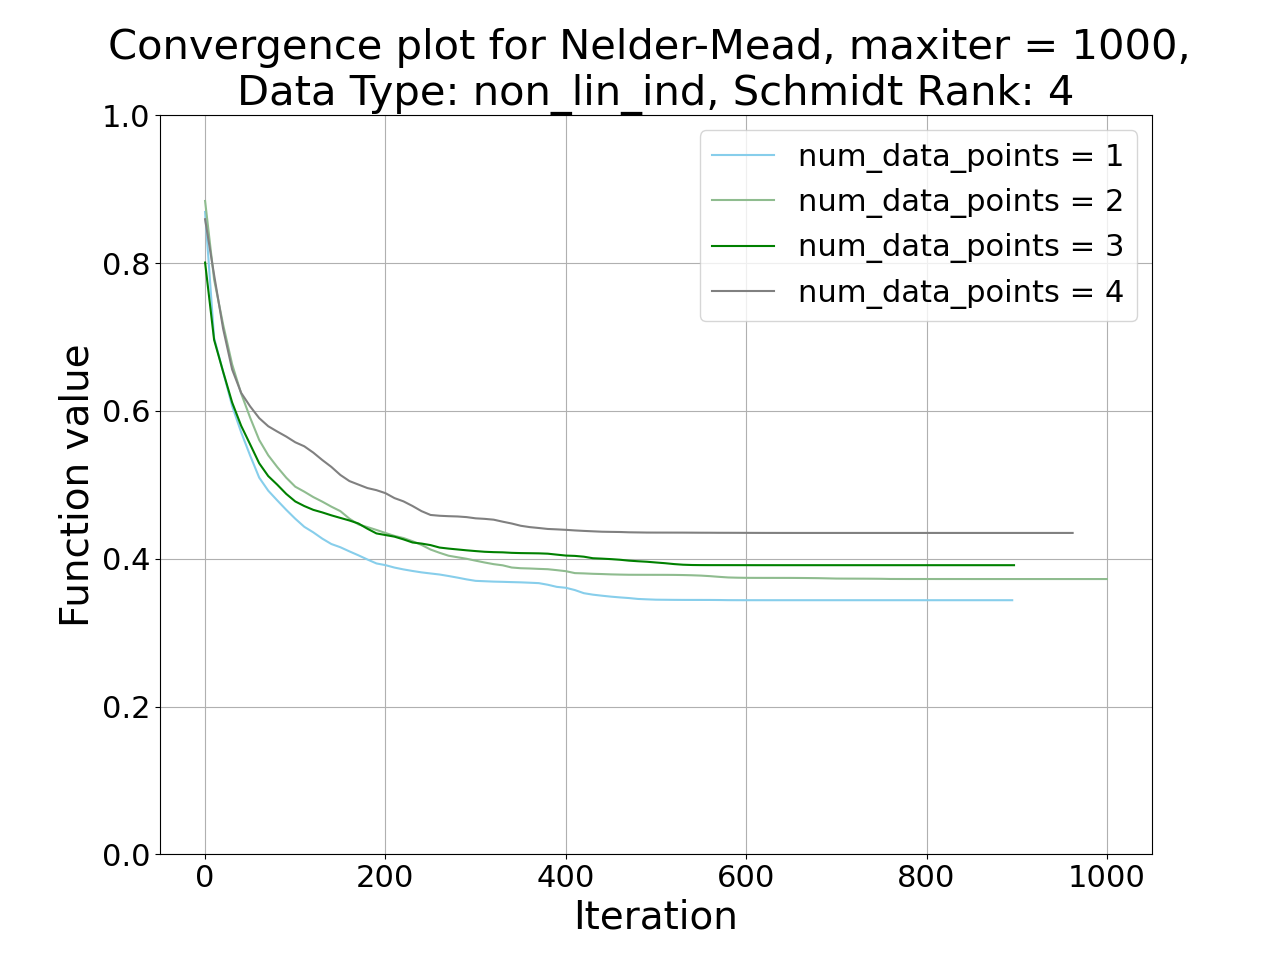 Convergence plot for Nelder-Mead, maxiter = 1000,
Data Type: non_lin_ind, Schmidt Rank: 4
num_data_points = 1
num_data_points = 2
num_data_points = 3
num_data_points = 4
Function value
1.0
0.8
0.6
0.4
0.2
0.0
0 200 400 600 800 1000
Iteration